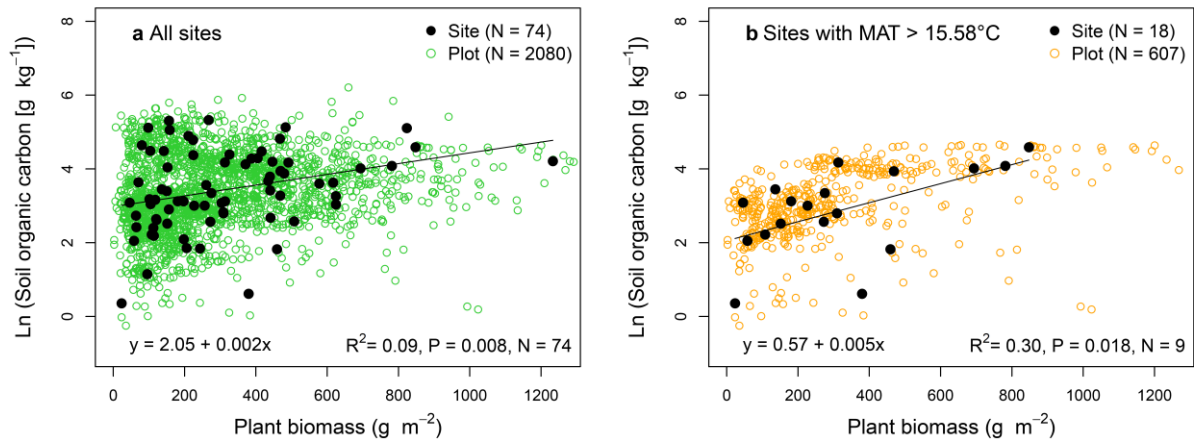 a All sites
Site (N = 74)
Plot (N = 2080)
Ln (Soil organic carbon [g kg⁻¹])
8
6
4
2
0
y = 2.05 + 0.002x
R²= 0.09, P = 0.008, N = 74
0 200 400 600 800 1000 1200
Plant biomass (g m⁻²)
b Sites with MAT > 15.58°C
Site (N = 18)
Plot (N = 607)
Ln (Soil organic carbon [g kg⁻¹])
8
6
4
2
0
y = 0.57 + 0.005x
R²= 0.30, P = 0.018, N = 9
0 200 400 600 800 1000 1200
Plant biomass (g m⁻²)